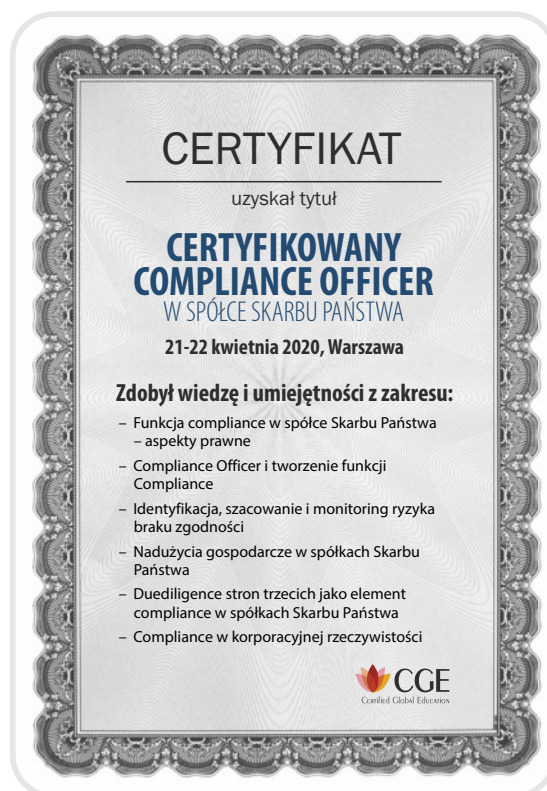 CERTYFIKAT
uzyskał tytuł
CERTYFIKOWANY
COMPLIANCE OFFICER
W SPÓŁCE SKARBU PAŃSTWA
21-22 kwietnia 2020, Warszawa
Zdobył wiedzę i umiejętności z zakresu:
– Funkcja compliance w spółce Skarbu Państwa
– aspekty prawne
– Compliance Officer i tworzenie funkcji
Compliance
– Identyfikacja, szacowanie i monitoring ryzyka
braku zgodności
– Nadużycia gospodarcze w spółkach Skarbu
Państwa
– Duediligence stron trzecich jako element
compliance w spółkach Skarbu Państwa
– Compliance w korporacyjnej rzeczywistości
CGE
Certified Global Education